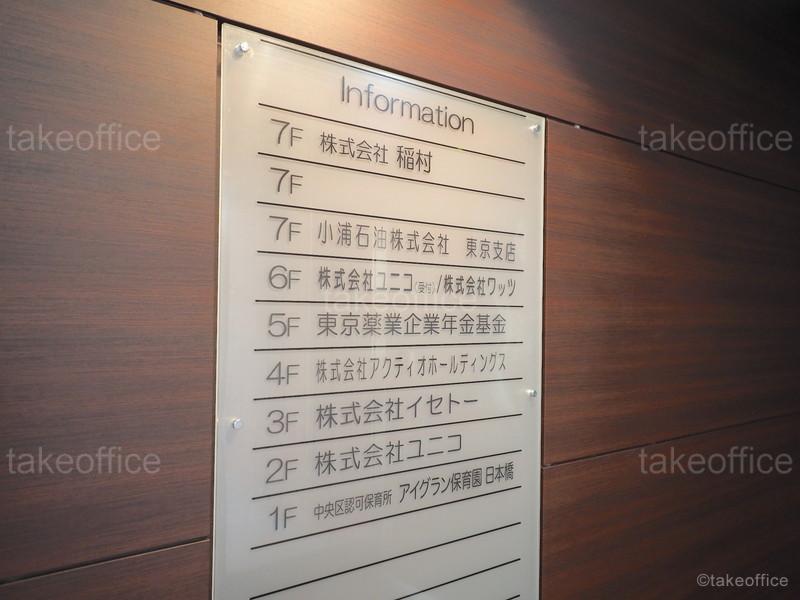 Information
7F 株式会社 稲村
7F
7F 小浦石油株式会社 東京支店
6F 株式会社ユニコ(受付)/株式会社ワッツ
5F 東京薬業企業年金基金
4F 株式会社アクティオホールディングス
3F 株式会社イセトー
2F 株式会社ユニコ
1F 中央区認可保育所 アイグラン保育園 日本橋
takeoffice
takeoffice
takeoffice
takeoffice
takeoffice
©takeoffice